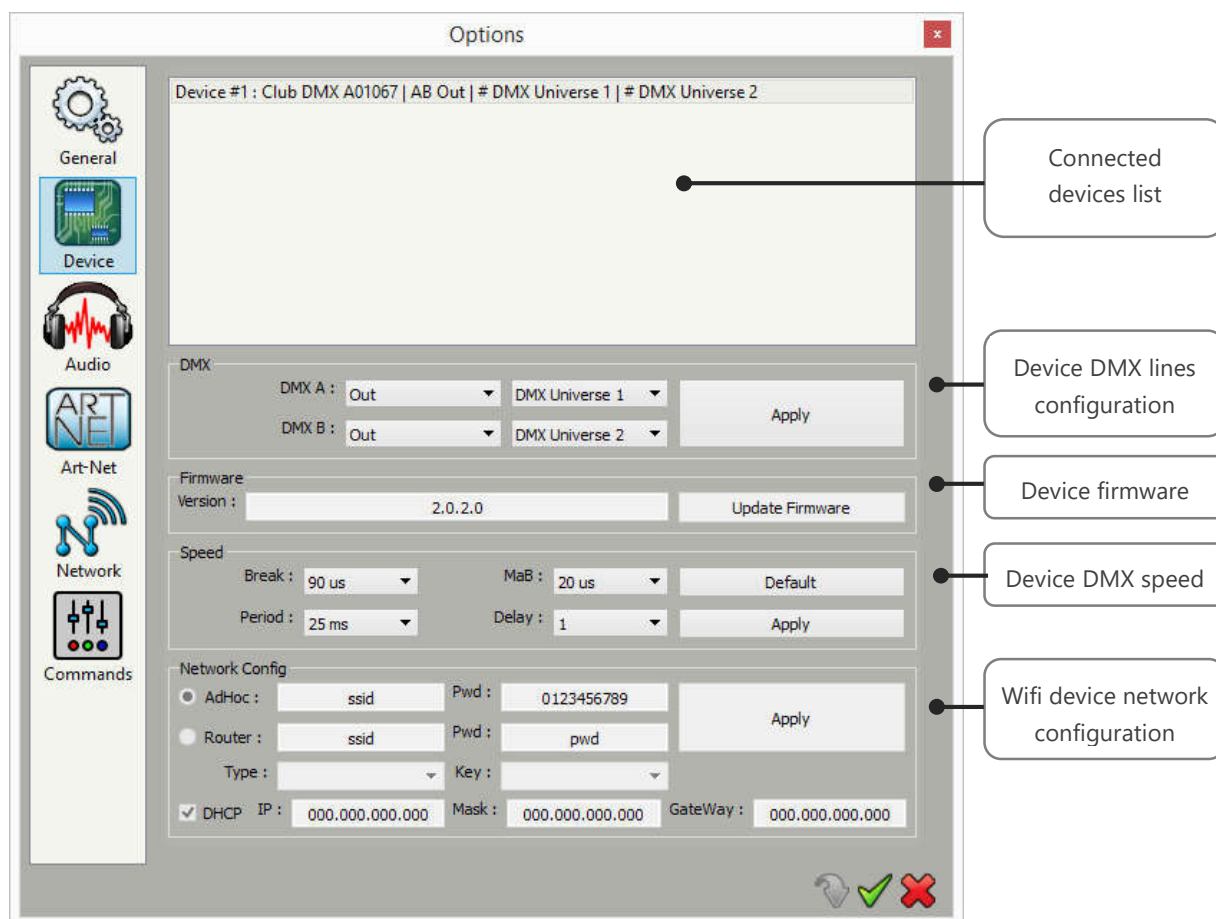 Options
x
General
Device
Audio
ART
NET
Art-Net
Network
Commands
Device #1 : Club DMX A01067 | AB Out | # DMX Universe 1 | # DMX Universe 2
DMX
DMX A : Out DMX Universe 1
Apply
DMX B : Out DMX Universe 2
Firmware
Version : 2.0.2.0 Update Firmware
Speed
Break : 90 us MaB : 20 us Default
Period : 25 ms Delay : 1 Apply
Network Config
AdHoc : ssid Pwd : 0123456789
Apply
Router : ssid Pwd : pwd
Type : Key :
DHCP IP : 000.000.000.000 Mask : 000.000.000.000 GateWay : 000.000.000.000
Connected
devices list
Device DMX lines
configuration
Device firmware
Device DMX speed
Wifi device network
configuration